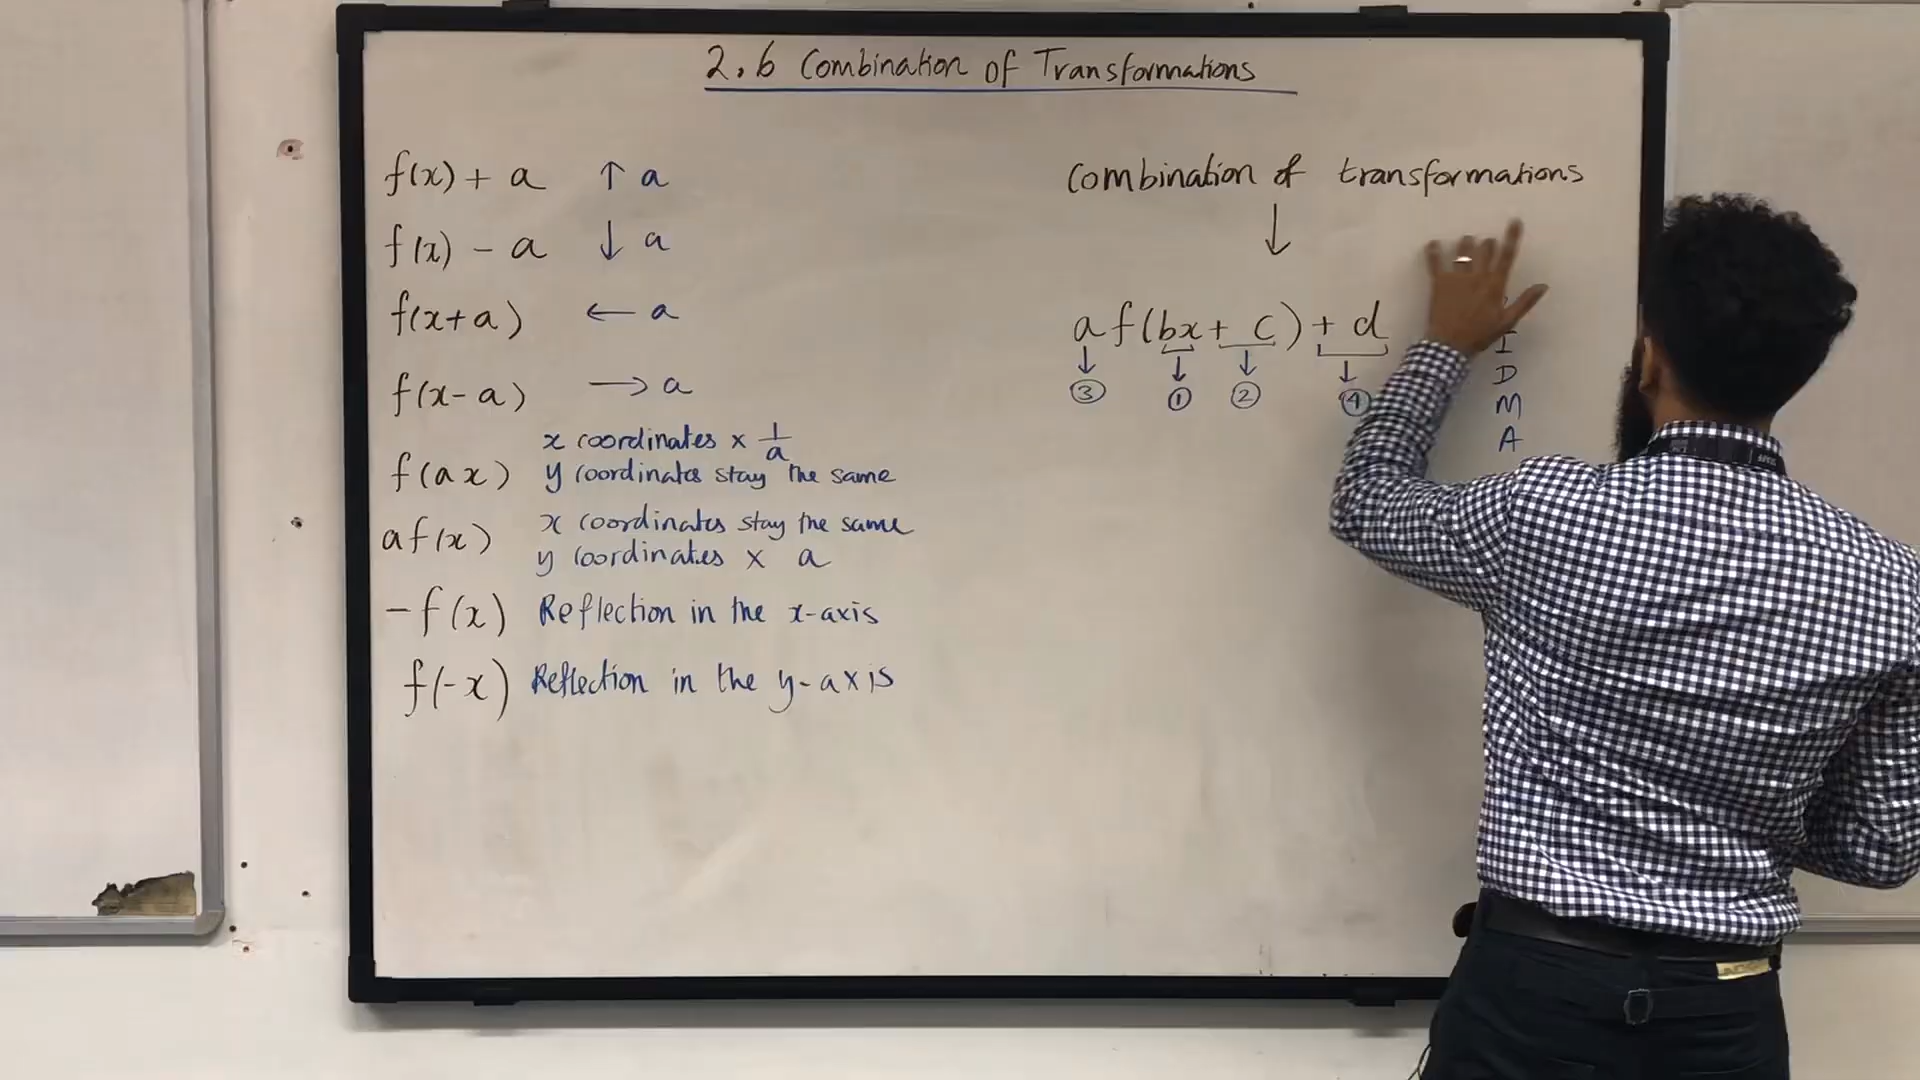 2.6 Combination of Transformations
f(x) + a ↑ a
f(x) - a ↓ a
f(x+a) ← a
f(x-a) → a
f(ax) x coordinates x 1/a
y coordinates stay the same
af(x) x coordinates stay the same
y coordinates x a
-f(x) Reflection in the x-axis
f(-x) Reflection in the y-axis
Combination of transformations
↓
a f(bx + c) + d
↓ ↓ ↓ ↓
③ ① ② ④
I
D
M
A